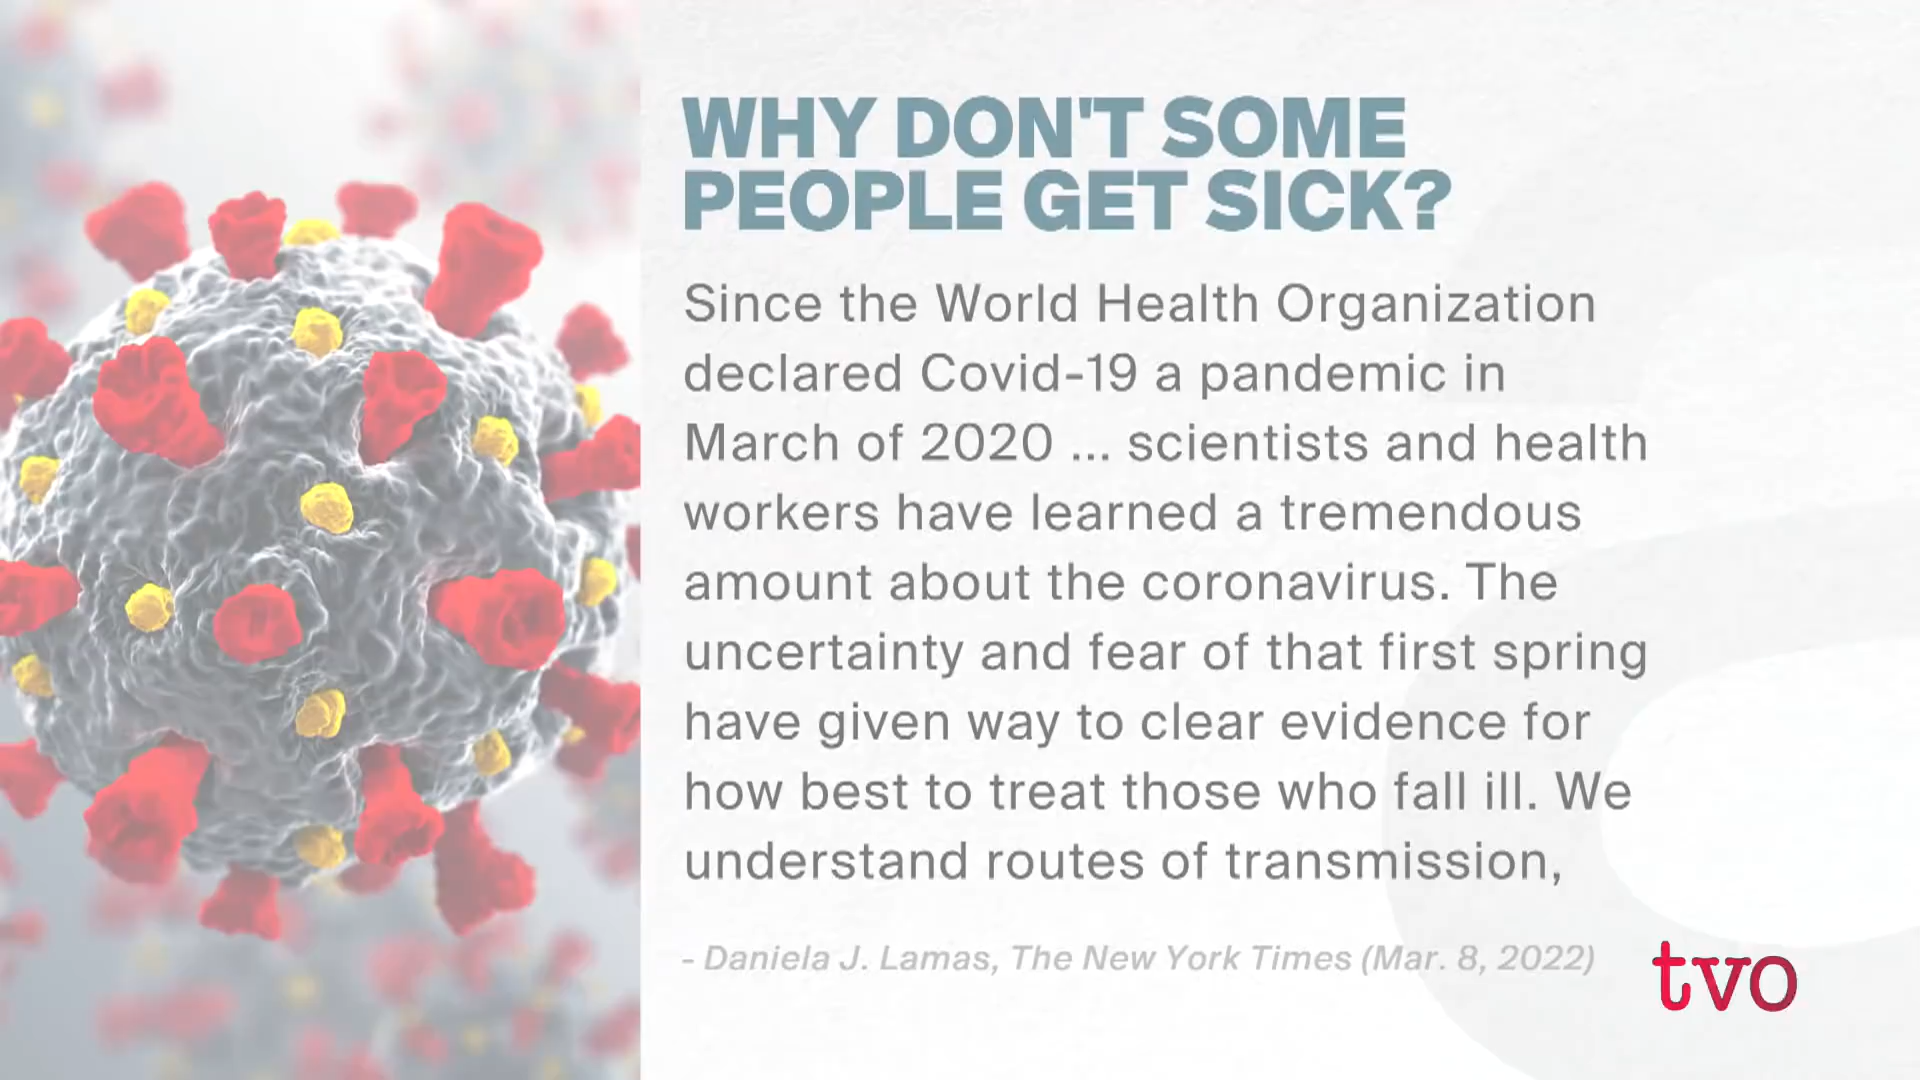 WHY DON'T SOME
PEOPLE GET SICK?
Since the World Health Organization
declared Covid-19 a pandemic in
March of 2020 ... scientists and health
workers have learned a tremendous
amount about the coronavirus. The
uncertainty and fear of that first spring
have given way to clear evidence for
how best to treat those who fall ill. We
understand routes of transmission,
- Daniela J. Lamas, The New York Times (Mar. 8, 2022)
tvo